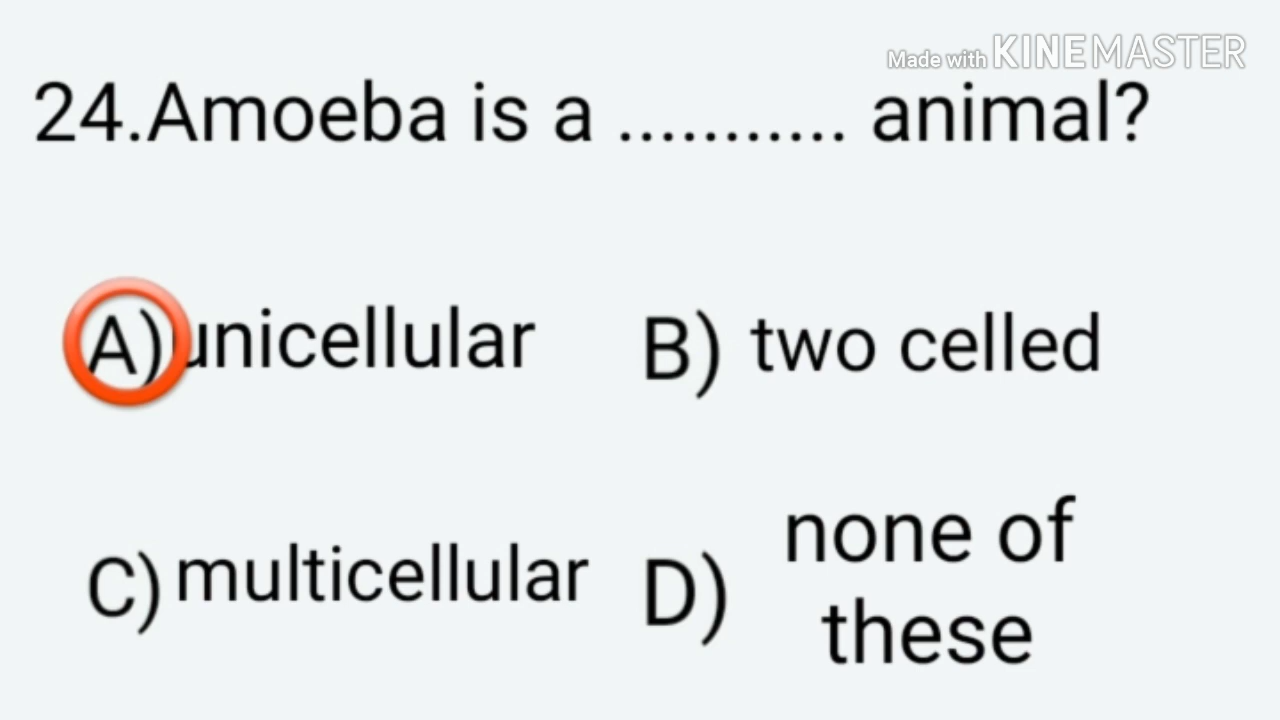 Made with KINEMASTER
24.Amoeba is a ........... animal?
A) unicellular B) two celled
C) multicellular D) none of
these